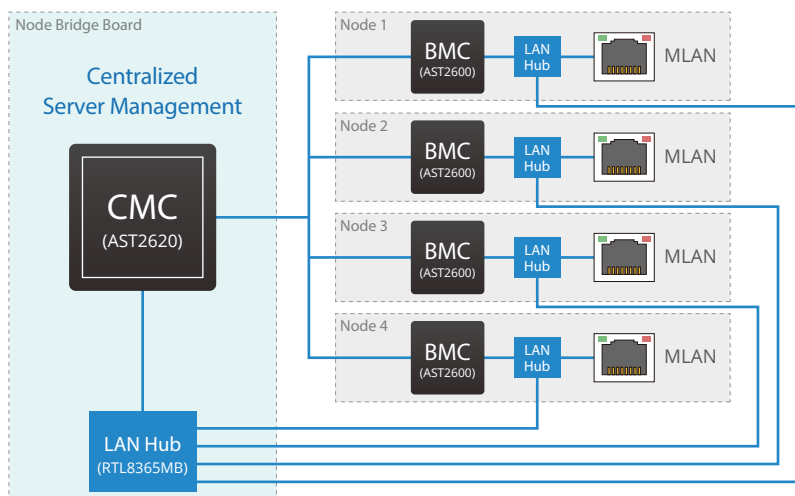 Node Bridge Board
Centralized
Server Management
CMC
(AST2620)
LAN Hub
(RTL8365MB)
Node 1
BMC
(AST2600)
LAN
Hub
MLAN
Node 2
BMC
(AST2600)
LAN
Hub
MLAN
Node 3
BMC
(AST2600)
LAN
Hub
MLAN
Node 4
BMC
(AST2600)
LAN
Hub
MLAN